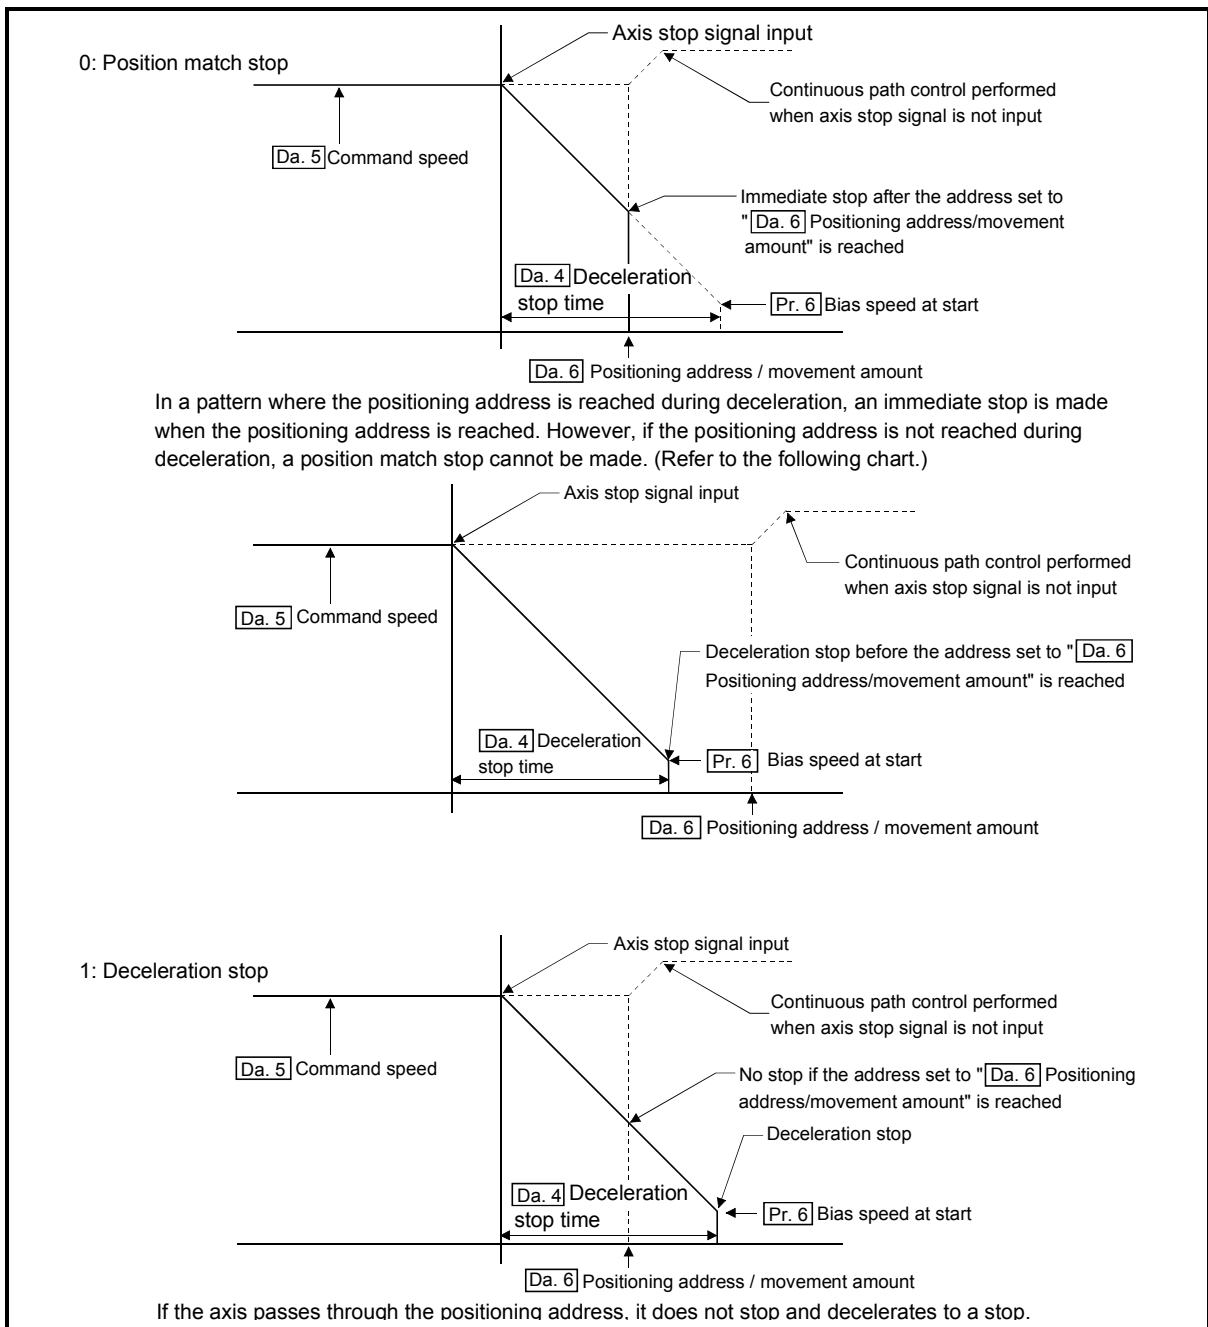 Axis stop signal input
0: Position match stop
Continuous path control performed
when axis stop signal is not input
Da. 5 Command speed
Immediate stop after the address set to
" Da. 6 Positioning address/movement
amount" is reached
Da. 4 Deceleration
stop time
Pr. 6 Bias speed at start
Da. 6 Positioning address / movement amount
In a pattern where the positioning address is reached during deceleration, an immediate stop is made
when the positioning address is reached. However, if the positioning address is not reached during
deceleration, a position match stop cannot be made. (Refer to the following chart.)
Axis stop signal input
Continuous path control performed
when axis stop signal is not input
Da. 5 Command speed
Deceleration stop before the address set to " Da. 6
Positioning address/movement amount" is reached
Da. 4 Deceleration
stop time
Pr. 6 Bias speed at start
Da. 6 Positioning address / movement amount
Axis stop signal input
1: Deceleration stop
Continuous path control performed
when axis stop signal is not input
Da. 5 Command speed
No stop if the address set to " Da. 6 Positioning
address/movement amount" is reached
Deceleration stop
Da. 4 Deceleration
stop time
Pr. 6 Bias speed at start
Da. 6 Positioning address / movement amount
If the axis passes through the positioning address, it does not stop and decelerates to a stop.